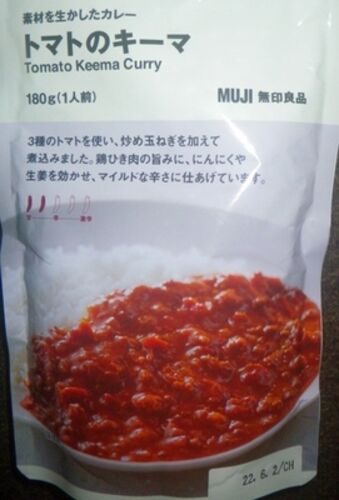 素材を生かしたカレー
トマトのキーマ
Tomato Keema Curry
180g(1人前)
MUJI 無印良品
3種のトマトを使い、炒め玉ねぎを加えて
煮込みました。鶏ひき肉の旨みに、にんにくや
生姜を効かせ、マイルドな辛さに仕あげています。
22. 6. 2/CH